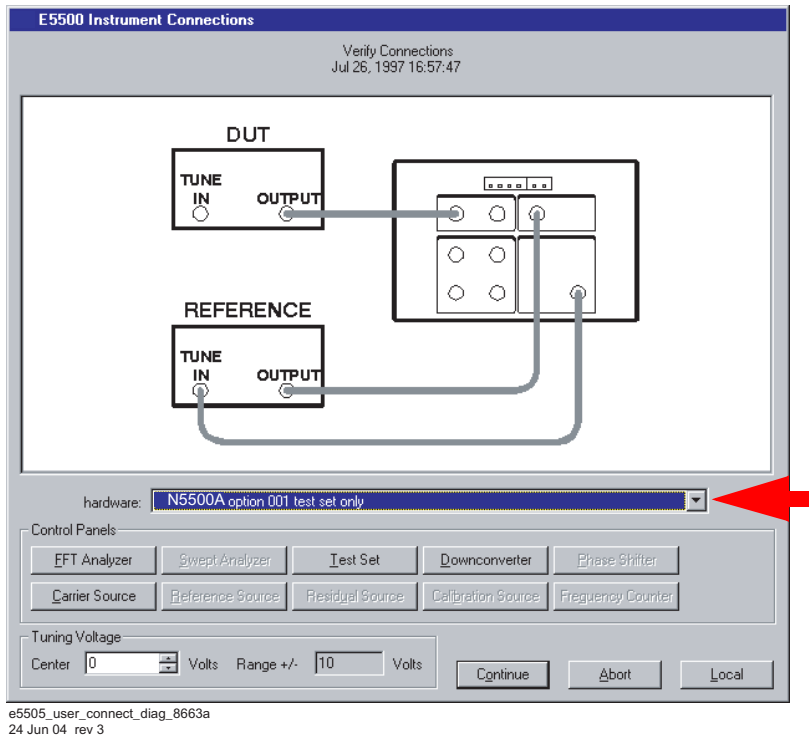 E5500 Instrument Connections
Verify Connections
Jul 26, 1997 16:57:47
DUT
TUNE
IN OUTPUT
REFERENCE
TUNE
IN OUTPUT
hardware: N5500A option 001 test set only
Control Panels
FFT Analyzer Swept Analyzer Test Set Downconverter Phase Shifter
Carrier Source Reference Source Residual Source Calibration Source Frequency Counter
Tuning Voltage
Center 0 Volts Range +/- 10 Volts Continue Abort Local
e5505_user_connect_diag_8663a
24 Jun 04 rev 3